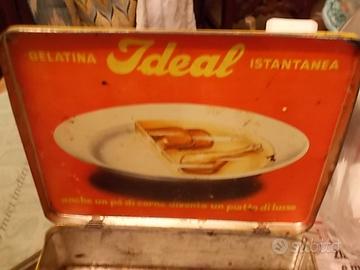 GELATINA Ideal ISTANTANEA
anche un pò di carne diventa un piatto di lusso
subito